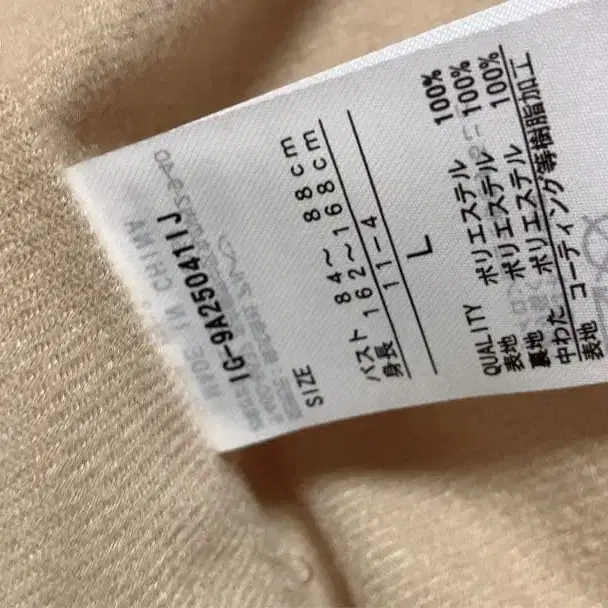 IG-9A250411J
SIZE
バスト 84～ 88cm
身長 162～168cm
11-4
L
QUALITY
表地 ポリエステル 100%
裏地 ポリエステル 100%
中わた ポリエステル 100%
表地 コーティング等樹脂加工